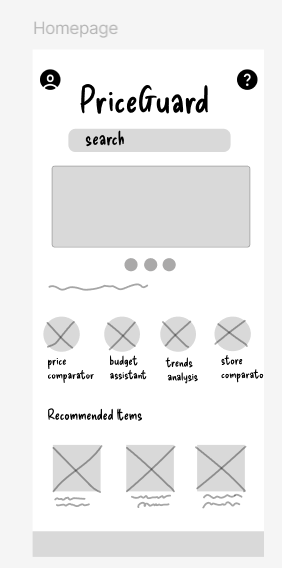 Homepage
?
PriceGuard
search
price comparator
budget assistant
trends analysis
store comparato
Recommended Items